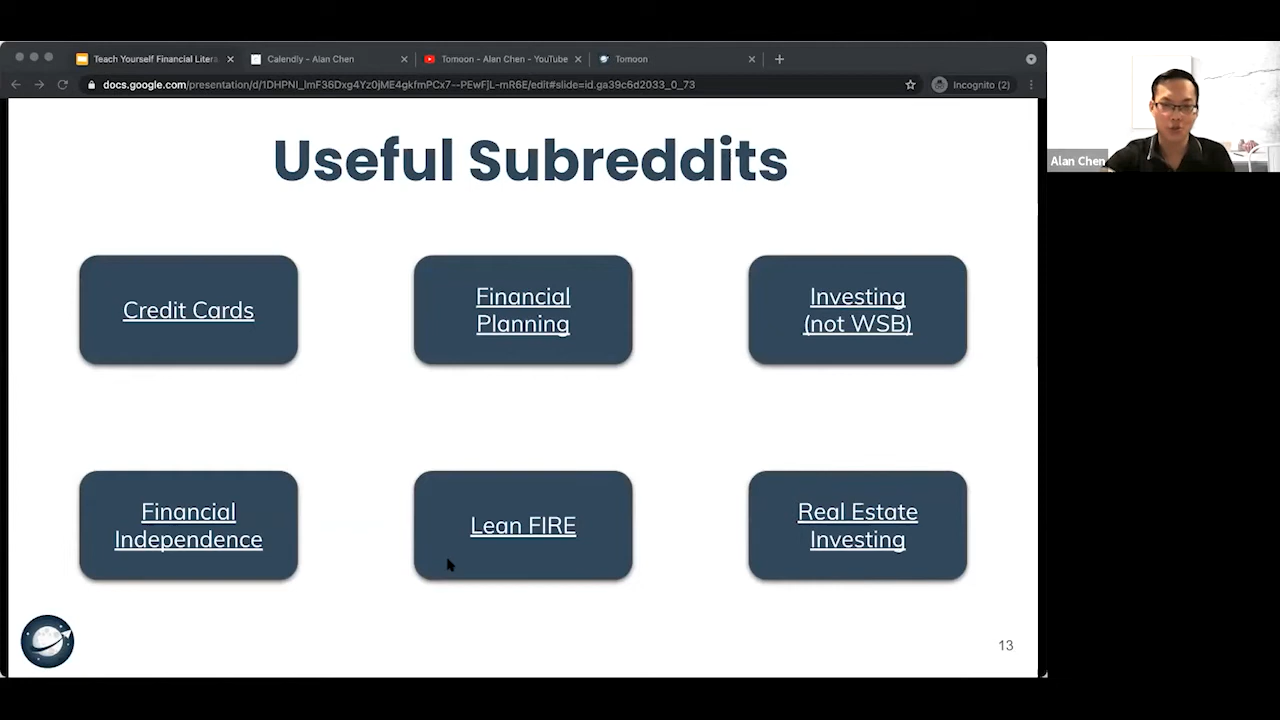 Teach Yourself Financial Litera
Calendly - Alan Chen
Tomoon - Alan Chen - YouTube
Tomoon
docs.google.com/presentation/d/1DHPNl_lmF36Dxg4Yz0jME4gkfmPCx7--PEwFjL-mR6E/edit#slide=id.ga39c6d2033_0_73
Incognito (2)
Useful Subreddits
Alan Chen
Credit Cards
Financial
Planning
Investing
(not WSB)
Financial
Independence
Lean FIRE
Real Estate
Investing
13